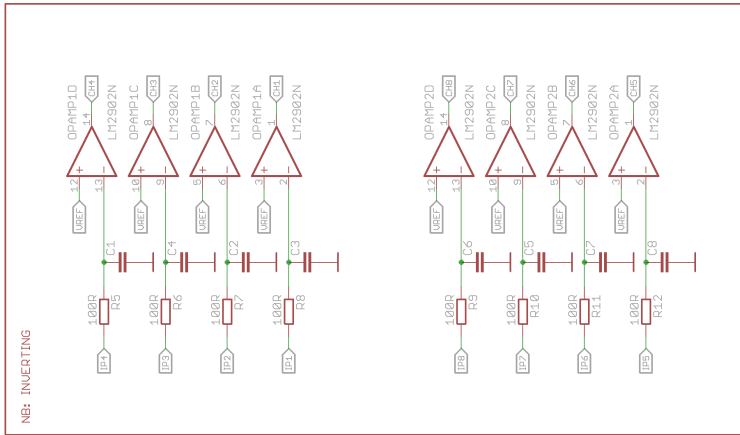 NB: INVERTING
OPAMP1D
LM2902N
CH4
14
12
13
VREF
C1
100R
R5
IP4
OPAMP1C
LM2902N
CH3
8
10
9
VREF
C4
100R
R6
IP3
OPAMP1B
LM2902N
CH2
7
5
6
VREF
C2
100R
R7
IP2
OPAMP1A
LM2902N
CH1
1
3
2
VREF
C3
100R
R8
IP1
OPAMP2D
LM2902N
CH8
14
12
13
VREF
C6
100R
R9
IP8
OPAMP2C
LM2902N
CH7
8
10
9
VREF
C5
100R
R10
IP7
OPAMP2B
LM2902N
CH6
7
5
6
VREF
C7
100R
R11
IP6
OPAMP2A
LM2902N
CH5
1
3
2
VREF
C8
100R
R12
IP5